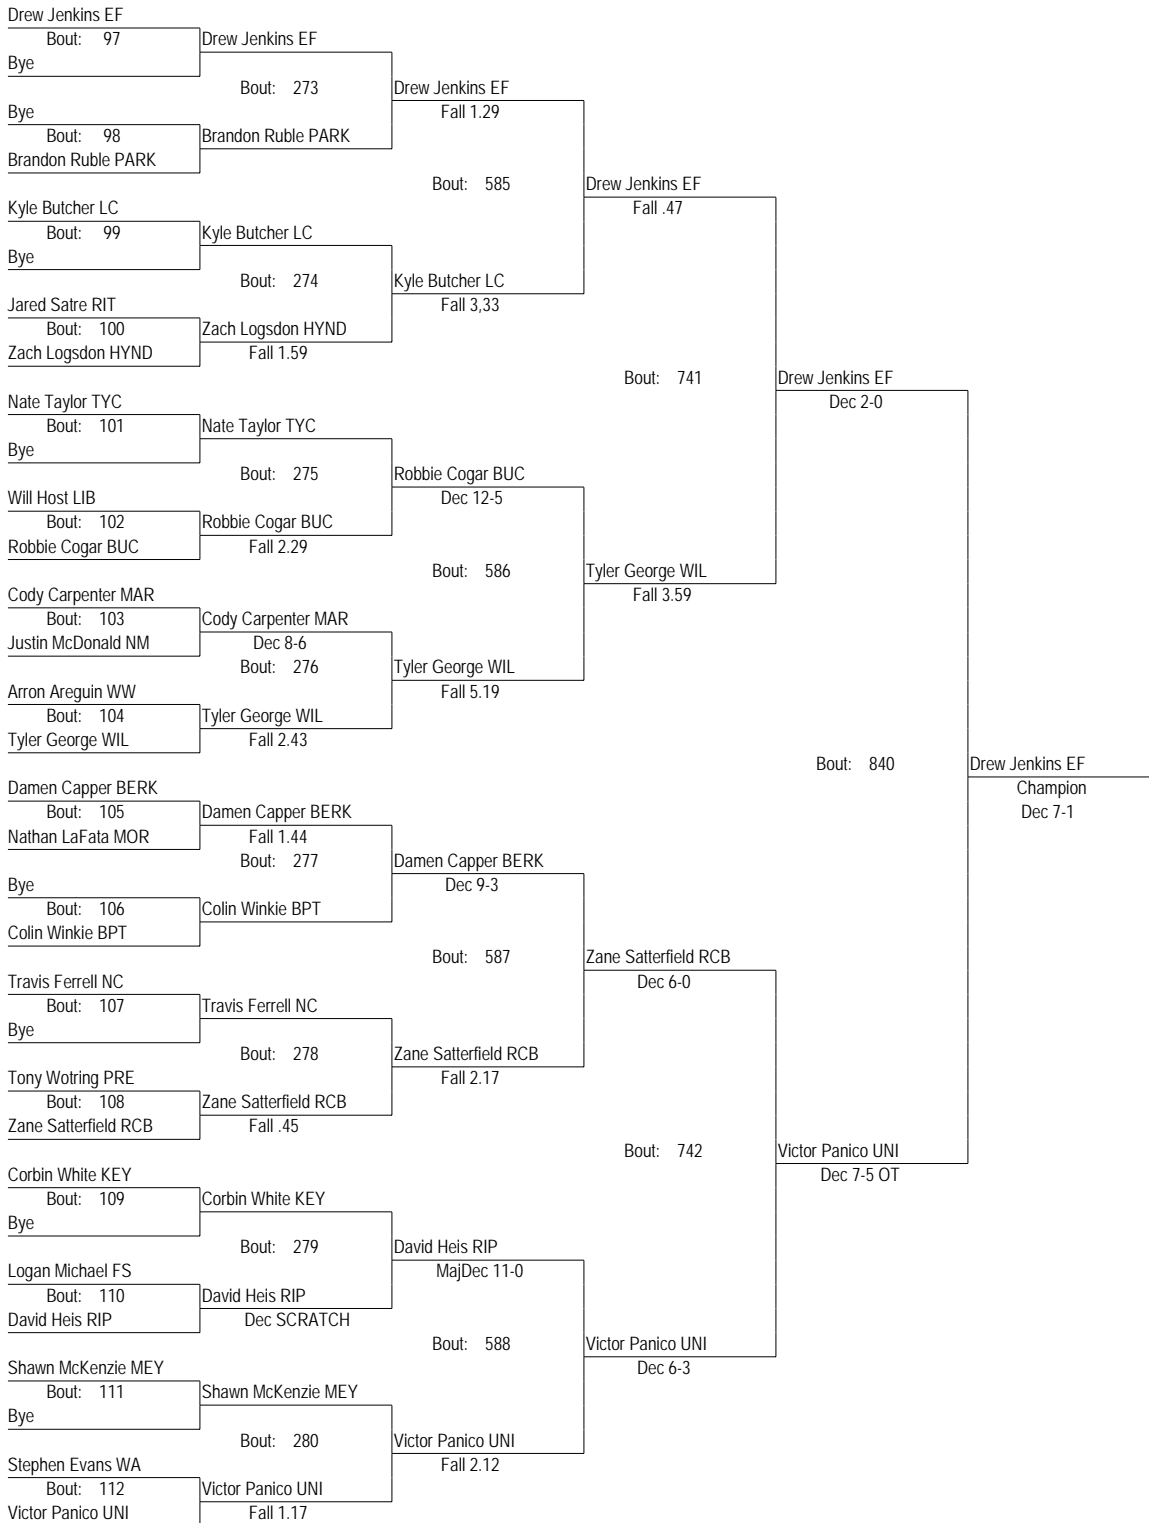 Drew Jenkins EF
Bout: 97
Drew Jenkins EF
Bye
Bout: 273
Drew Jenkins EF
Bye
Fall 1.29
Bout: 98
Brandon Ruble PARK
Brandon Ruble PARK
Bout: 585
Drew Jenkins EF
Kyle Butcher LC
Fall .47
Bout: 99
Kyle Butcher LC
Bye
Bout: 274
Kyle Butcher LC
Jared Satre RIT
Fall 3,33
Bout: 100
Zach Logsdon HYND
Zach Logsdon HYND
Fall 1.59
Bout: 741
Drew Jenkins EF
Nate Taylor TYC
Dec 2-0
Bout: 101
Nate Taylor TYC
Bye
Bout: 275
Robbie Cogar BUC
Will Host LIB
Dec 12-5
Bout: 102
Robbie Cogar BUC
Robbie Cogar BUC
Fall 2.29
Bout: 586
Tyler George WIL
Cody Carpenter MAR
Fall 3.59
Bout: 103
Cody Carpenter MAR
Justin McDonald NM
Dec 8-6
Bout: 276
Tyler George WIL
Arron Areguin WW
Fall 5.19
Bout: 104
Tyler George WIL
Tyler George WIL
Fall 2.43
Bout: 840
Drew Jenkins EF
Damen Capper BERK
Champion
Bout: 105
Damen Capper BERK
Dec 7-1
Nathan LaFata MOR
Fall 1.44
Bout: 277
Damen Capper BERK
Bye
Dec 9-3
Bout: 106
Colin Winkie BPT
Colin Winkie BPT
Bout: 587
Zane Satterfield RCB
Travis Ferrell NC
Dec 6-0
Bout: 107
Travis Ferrell NC
Bye
Bout: 278
Zane Satterfield RCB
Tony Wotring PRE
Fall 2.17
Bout: 108
Zane Satterfield RCB
Zane Satterfield RCB
Fall .45
Bout: 742
Victor Panico UNI
Corbin White KEY
Dec 7-5 OT
Bout: 109
Corbin White KEY
Bye
Bout: 279
David Heis RIP
Logan Michael FS
MajDec 11-0
Bout: 110
David Heis RIP
David Heis RIP
Dec SCRATCH
Bout: 588
Victor Panico UNI
Shawn McKenzie MEY
Dec 6-3
Bout: 111
Shawn McKenzie MEY
Bye
Bout: 280
Victor Panico UNI
Stephen Evans WA
Fall 2.12
Bout: 112
Victor Panico UNI
Victor Panico UNI
Fall 1.17